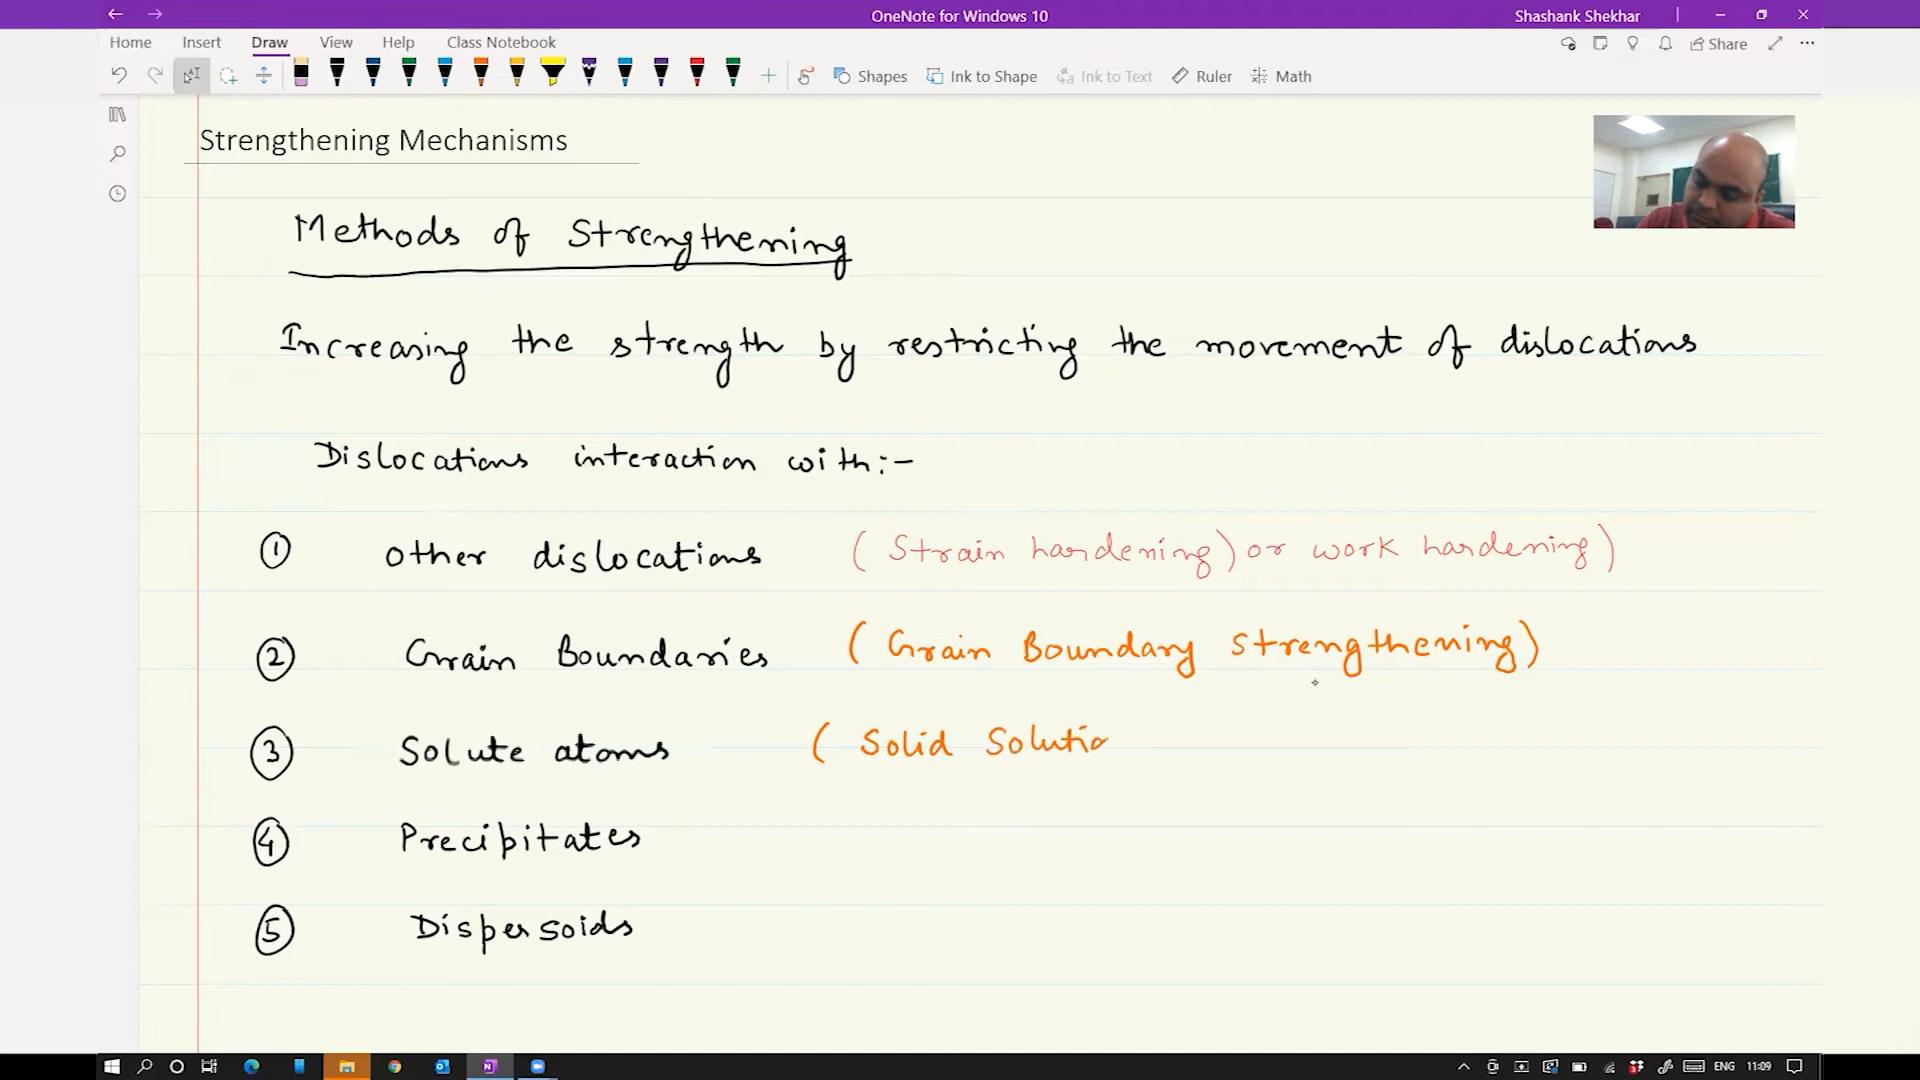 OneNote for Windows 10
Shashank Shekhar
Home Insert Draw View Help Class Notebook
Share
Shapes Ink to Shape Ink to Text Ruler Math
Strengthening Mechanisms
Methods of Strengthening
Increasing the strength by restricting the movement of dislocations
Dislocations interaction with:-
① other dislocations (Strain hardening) or work hardening)
② Grain Boundaries (Grain Boundary Strengthening)
③ Solute atoms (Solid Solutio
④ Precipitates
⑤ Dispersoids
ENG 11:09